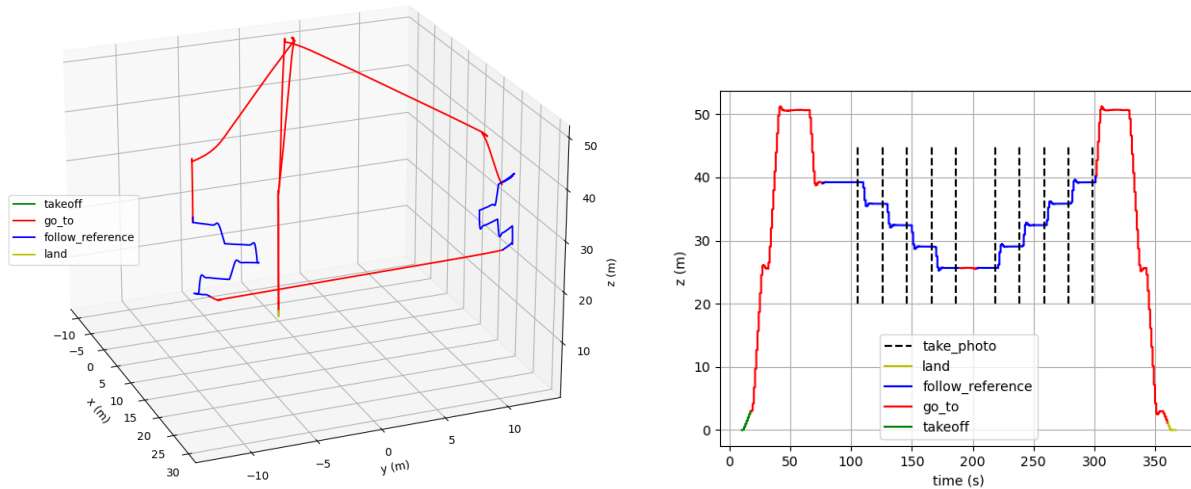 takeoff
go_to
follow_reference
land
−10
−5
0
5
10
15
20
25
30
x (m)
−10
−5
0
5
10
y (m)
10
20
30
40
50
z (m)
50
40
30
20
10
0
z (m)
take_photo
land
follow_reference
go_to
takeoff
0
50
100
150
200
250
300
350
time (s)